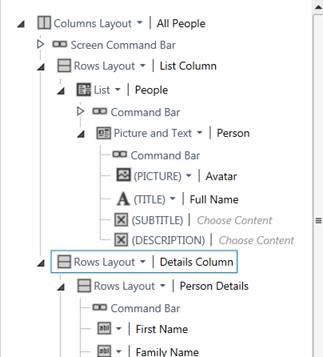 Columns Layout | All People
Screen Command Bar
Rows Layout | List Column
List | People
Command Bar
Picture and Text | Person
Command Bar
(PICTURE) | Avatar
A (TITLE) | Full Name
(SUBTITLE) | Choose Content
(DESCRIPTION) | Choose Content
Rows Layout | Details Column
Rows Layout | Person Details
Command Bar
abl | First Name
abl | Family Name